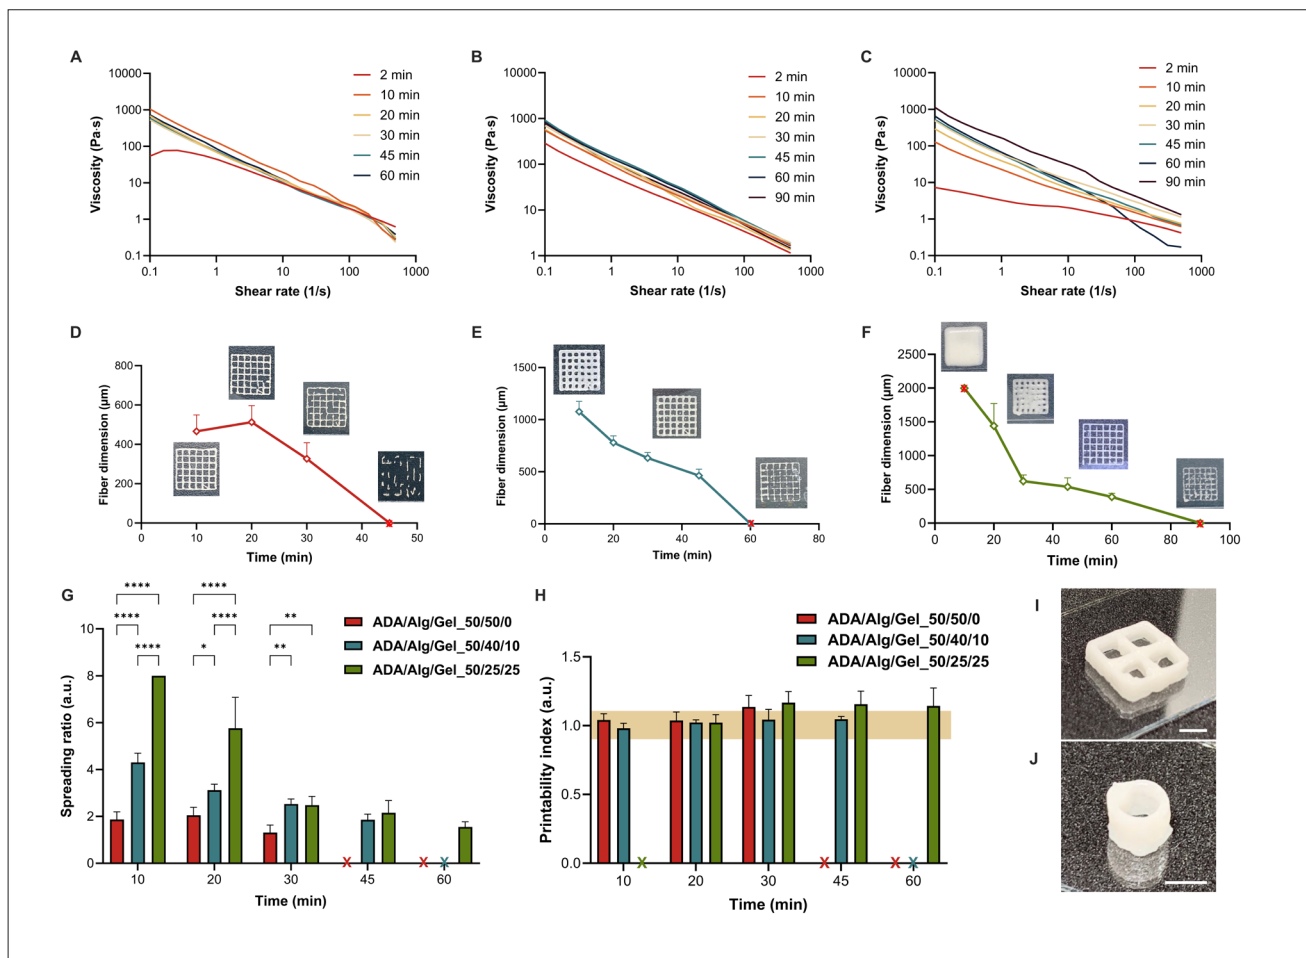 A
Viscosity (Pa·s)
10000
1000
100
10
1
0.1
0.1
1
10
100
1000
Shear rate (1/s)
2 min
10 min
20 min
30 min
45 min
60 min
B
Viscosity (Pa·s)
10000
1000
100
10
1
0.1
1
10
100
1000
Shear rate (1/s)
2 min
10 min
20 min
30 min
45 min
60 min
90 min
C
Viscosity (Pa·s)
10000
1000
100
10
1
0.1
0.1
1
10
100
1000
Shear rate (1/s)
2 min
10 min
20 min
30 min
45 min
60 min
90 min
D
Fiber dimension (μm)
800
600
400
200
0
0
10
20
30
40
50
Time (min)
E
Fiber dimension (μm)
1500
1000
500
0
0
20
40
60
80
Time (min)
F
Fiber dimension (μm)
2500
2000
1500
1000
500
0
0
20
40
60
80
100
Time (min)
G
Spreading ratio (a.u.)
10
8
6
4
2
0
10
20
30
45
60
Time (min)
****
****
****
****
****
*
**
**
X
X
X
ADA/Alg/Gel_50/50/0
ADA/Alg/Gel_50/40/10
ADA/Alg/Gel_50/25/25
H
Printability index (a.u.)
1.5
1.0
0.5
0.0
10
20
30
45
60
Time (min)
X
X
X
X
ADA/Alg/Gel_50/50/0
ADA/Alg/Gel_50/40/10
ADA/Alg/Gel_50/25/25
I
J